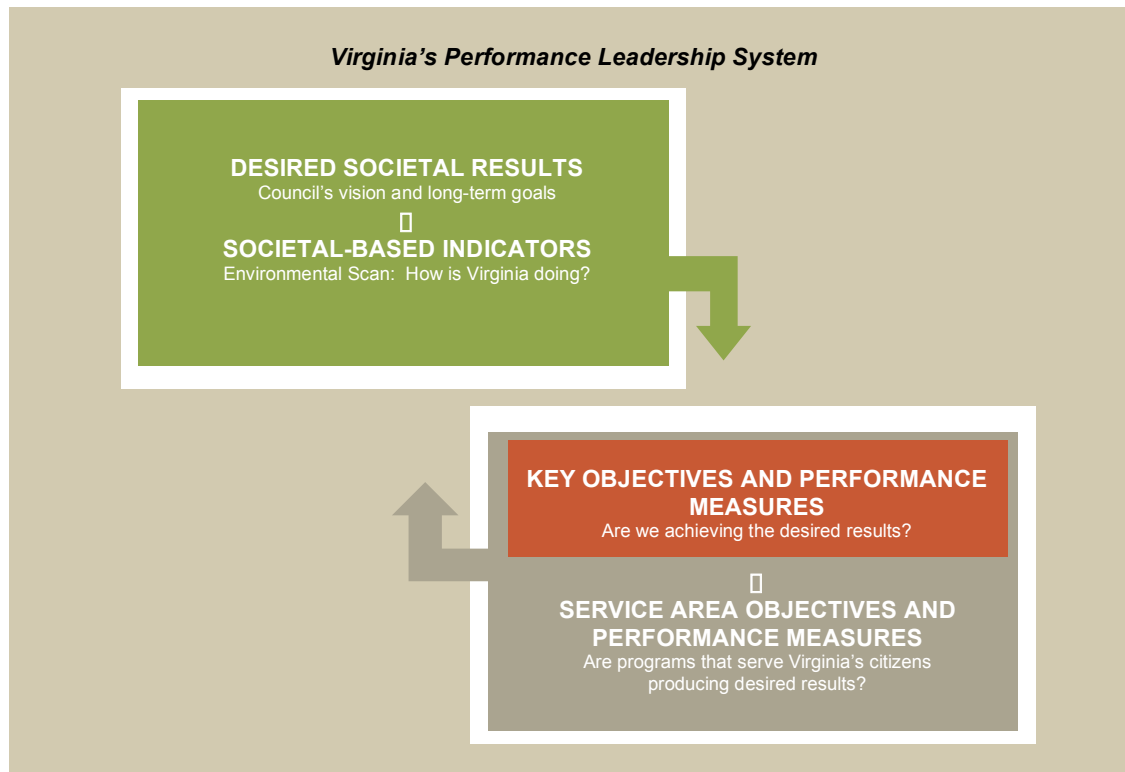 Virginia’s Performance Leadership System
DESIRED SOCIETAL RESULTS
Council’s vision and long-term goals
SOCIETAL-BASED INDICATORS
Environmental Scan:  How is Virginia doing?
KEY OBJECTIVES AND PERFORMANCE
MEASURES
Are we achieving the desired results?
SERVICE AREA OBJECTIVES AND
PERFORMANCE MEASURES
Are programs that serve Virginia’s citizens
producing desired results?